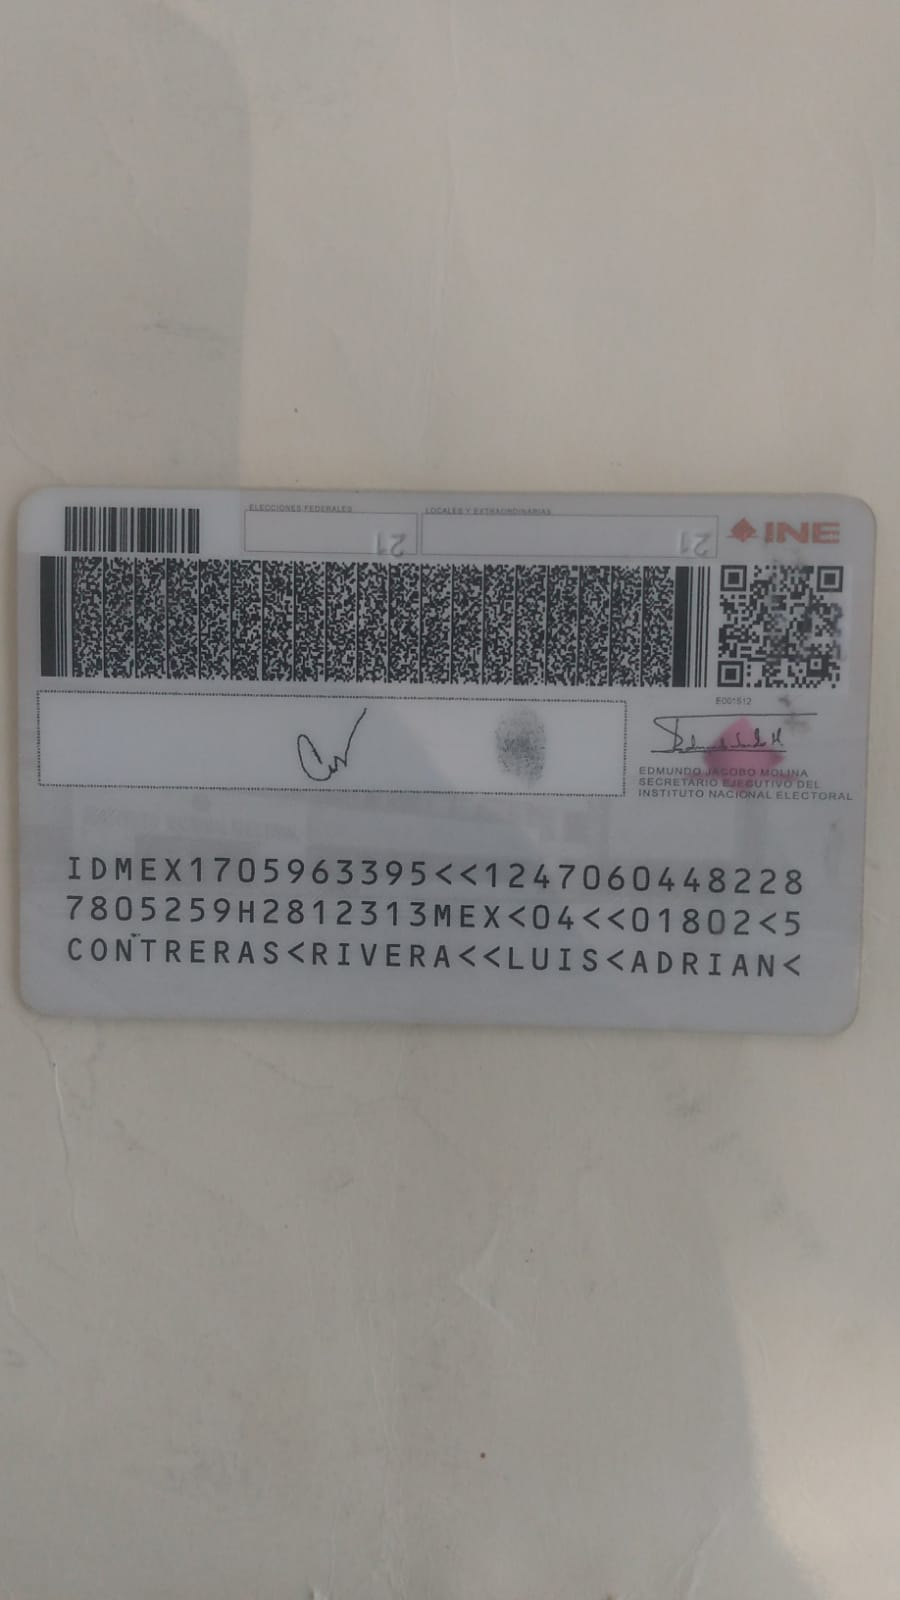 ELECCIONES FEDERALES
LOCALES Y EXTRAORDINARIAS
INE
21
21
E001512
EDMUNDO JACOBO MOLINA
SECRETARIO EJECUTIVO DEL
INSTITUTO NACIONAL ELECTORAL
IDMEX1705963395<<1247060448228
7805259H2812313MEX<04<<01802<5
CONTRERAS<RIVERA<<LUIS<ADRIAN<